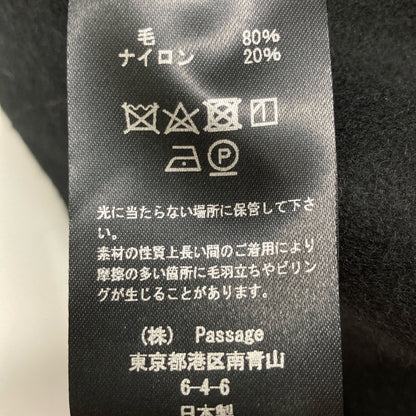 毛 80%
ナイロン 20%
P
光に当たらない場所に保管して下さ
い。
素材の性質上長い間のご着用により
摩擦の多い箇所に毛羽立ちやピリン
グが生じることがあります。
(株) Passage
東京都港区南青山
6-4-6
日本製